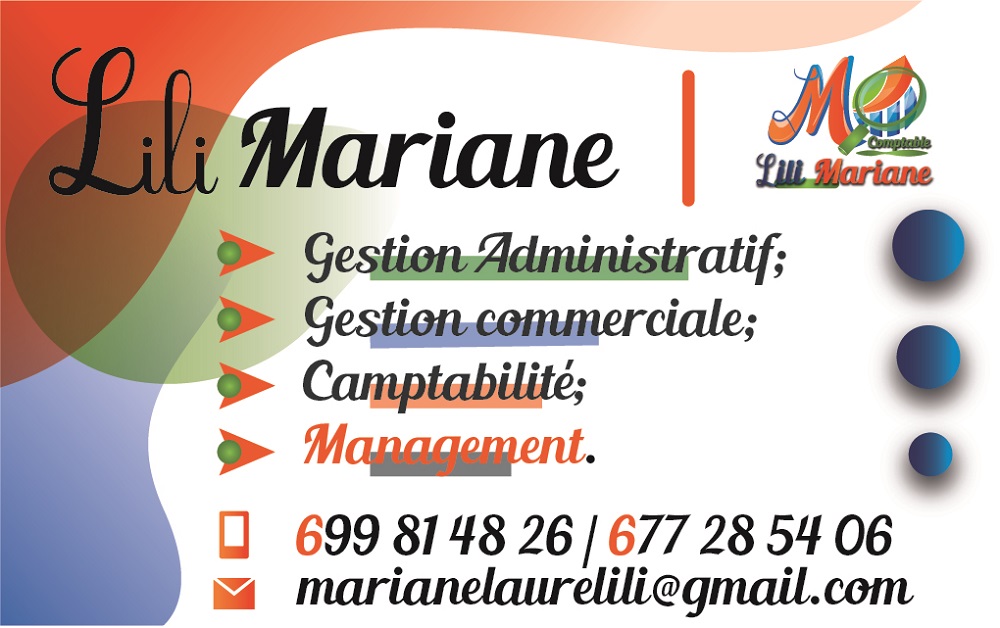 Lili Mariane
M
Comptable
Lili Mariane
Gestion Administratif;
Gestion commerciale;
Camptabilité;
Management.
699 81 48 26 / 677 28 54 06
marianelaurelili@gmail.com